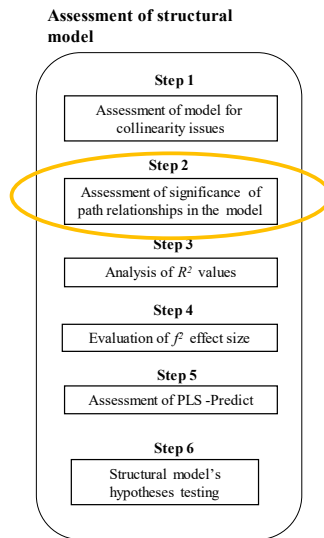 Assessment of structural
model
Step 1
Assessment of model for
collinearity issues
Step 2
Assessment of significance of
path relationships in the model
Step 3
Analysis of R² values
Step 4
Evaluation of f² effect size
Step 5
Assessment of PLS -Predict
Step 6
Structural model's
hypotheses testing